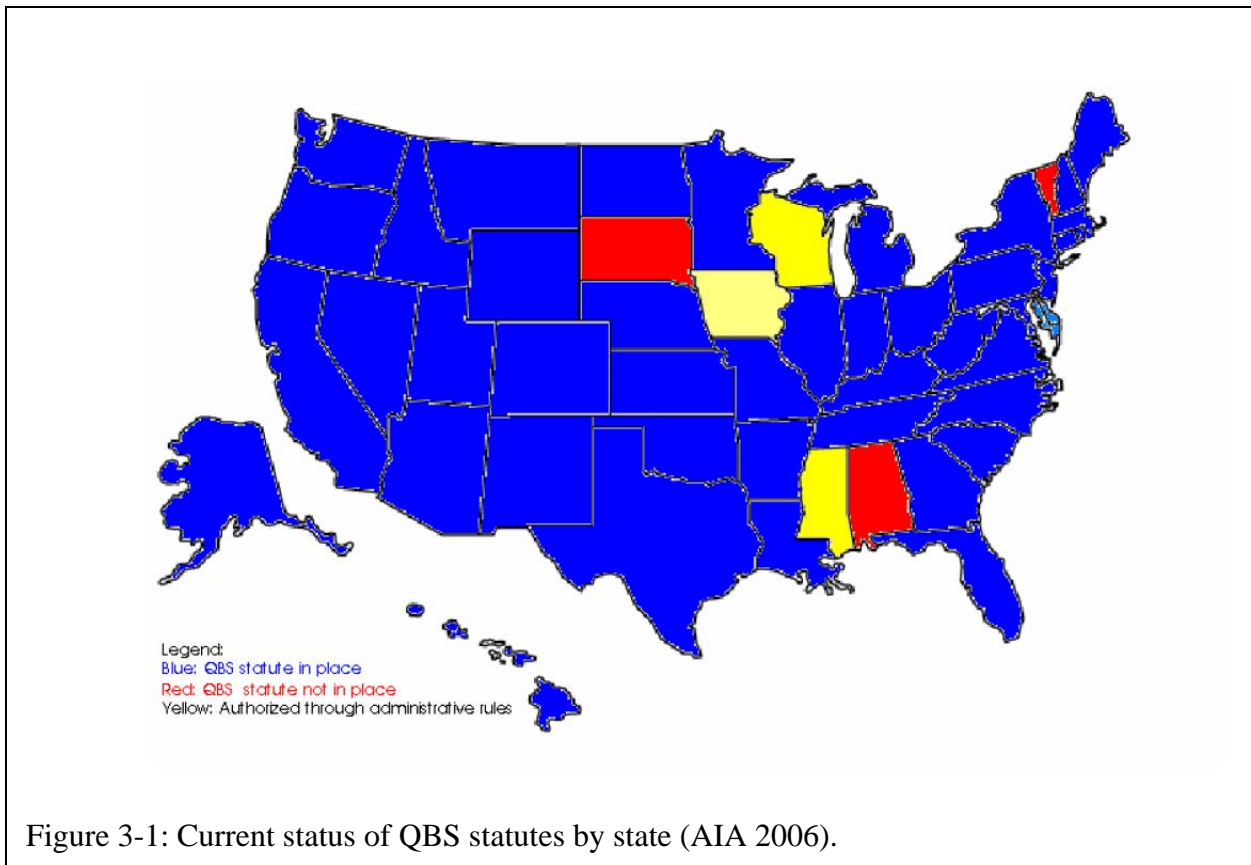 Legend:
Blue: QBS statute in place
Red: QBS statute not in place
Yellow: Authorized through administrative rules
Figure 3-1: Current status of QBS statutes by state (AIA 2006).